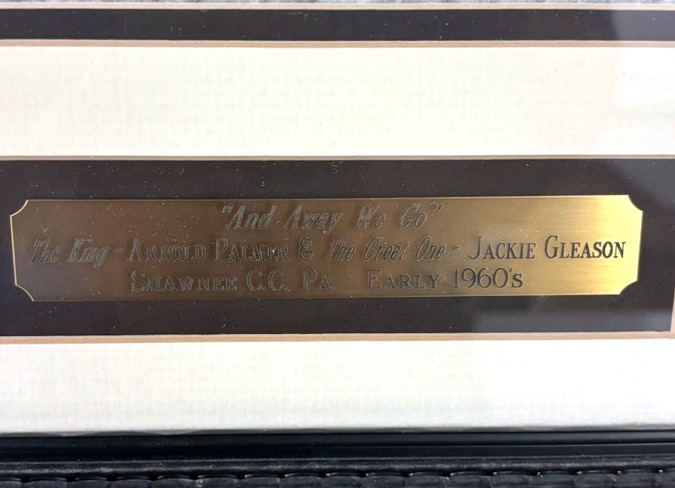 "And Away We Go"
The King - Arnold Palmer & The Great One - Jackie Gleason
Shawnee C.C., Pa. Early 1960's